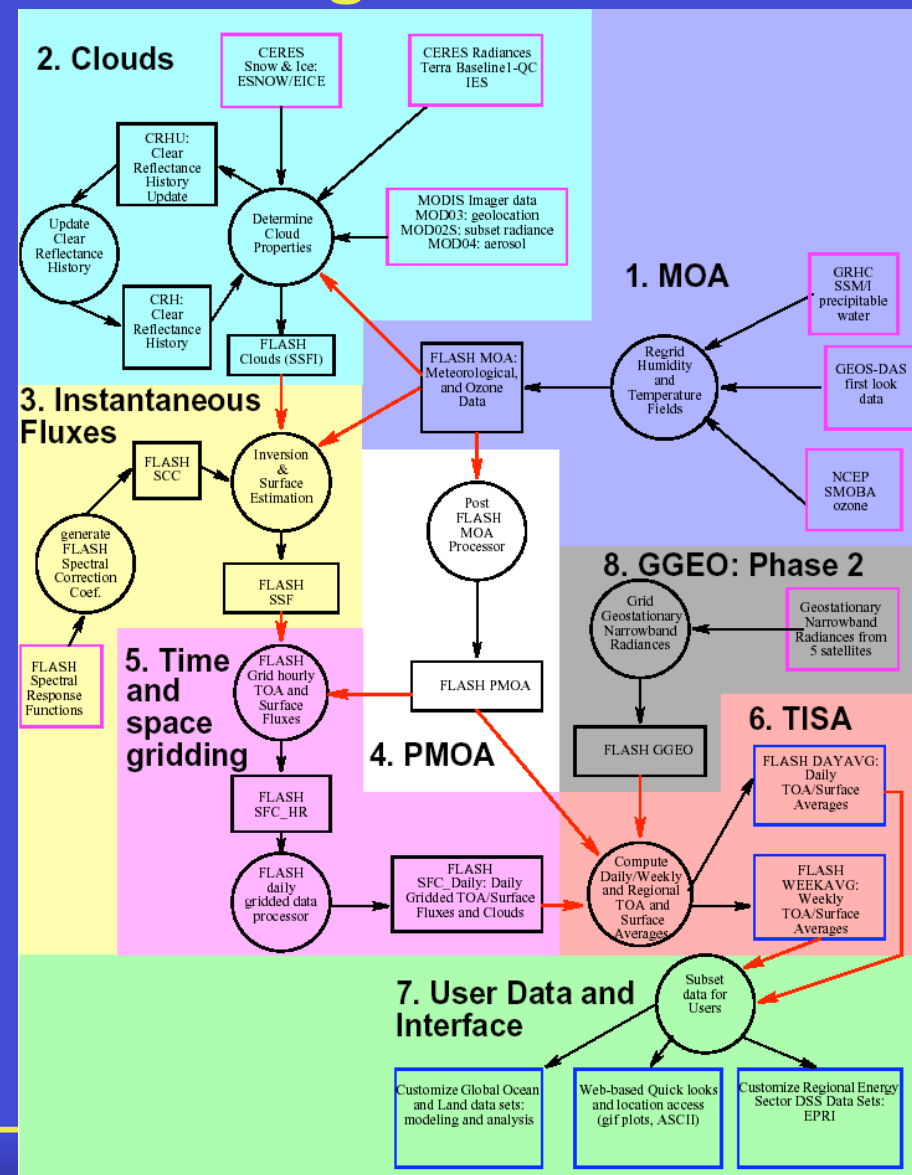 2. Clouds
CERES
Snow & Ice:
ESNOW/EICE
CERES Radiances
Terra Baseline1-QC
IES
CRHU:
Clear
Reflectance
History
Update
Update
Clear
Reflectance
History
Determine
Cloud
Properties
MODIS Imager data
MOD03: geolocation
MOD02S: subset radiance
MOD04: aerosol
CRH:
Clear
Reflectance
History
FLASH
Clouds (SSFI)
1. MOA
GRHC
SSM/I
precipitable
water
FLASH MOA:
Meteorological,
and Ozone
Data
Regrid
Humidity
and
Temperature
Fields
GEOS-DAS
first look
data
NCEP
SMOBA
ozone
3. Instantaneous
Fluxes
FLASH
SCC
Inversion
&
Surface
Estimation
generate
FLASH
Spectral
Correction
Coef.
FLASH
SSF
FLASH
Spectral
Response
Functions
Post
FLASH
MOA
Processor
FLASH PMOA
4. PMOA
8. GGEO: Phase 2
Grid
Geostationary
Narrowband
Radiances
Geostationary
Narrowband
Radiances from
5 satellites
FLASH GGEO
5. Time
and
space
gridding
FLASH
Grid hourly
TOA and
Surface
Fluxes
FLASH
SFC_HR
FLASH
daily
gridded data
processor
FLASH
SFC_Daily: Daily
Gridded TOA/Surface
Fluxes and Clouds
6. TISA
FLASH DAYAVG:
Daily
TOA/Surface
Averages
Compute
Daily/Weekly
and Regional
TOA and
Surface
Averages
FLASH
WEEKAVG:
Weekly
TOA/Surface
Averages
7. User Data and
Interface
Subset
data for
Users
Customize Global Ocean
and Land data sets:
modeling and analysis
Web-based Quick looks
and location access
(gif plots, ASCII)
Customize Regional Energy
Sector DSS Data Sets:
EPRI